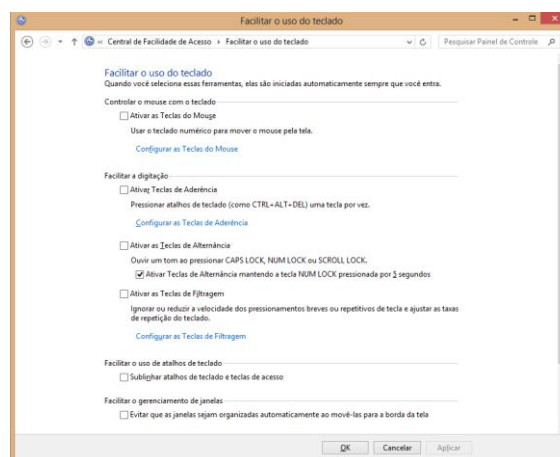 Facilitar o uso do teclado
Central de Facilidade de Acesso
Facilitar o uso do teclado
Pesquisar Painel de Controle
Facilitar o uso do teclado
Quando você seleciona essas ferramentas, elas são iniciadas automaticamente sempre que você entra.
Controlar o mouse com o teclado
Ativar as Teclas do Mouse
Usar o teclado numérico para mover o mouse pela tela.
Configurar as Teclas do Mouse
Facilitar a digitação
Ativar Teclas de Aderência
Pressionar atalhos de teclado (como CTRL+ALT+DEL) uma tecla por vez.
Configurar as Teclas de Aderência
Ativar as Teclas de Alternância
Ouvir um tom ao pressionar CAPS LOCK, NUM LOCK ou SCROLL LOCK.
Ativar Teclas de Alternância mantendo a tecla NUM LOCK pressionada por 5 segundos
Ativar as Teclas de Filtragem
Ignorar ou reduzir a velocidade dos pressionamentos breves ou repetitivos de tecla e ajustar as taxas
de repetição do teclado.
Configurar as Teclas de Filtragem
Facilitar o uso de atalhos de teclado
Sublinhar atalhos de teclado e teclas de acesso
Facilitar o gerenciamento de janelas
Evitar que as janelas sejam organizadas automaticamente ao movê-las para a borda da tela
OK
Cancelar
Aplicar